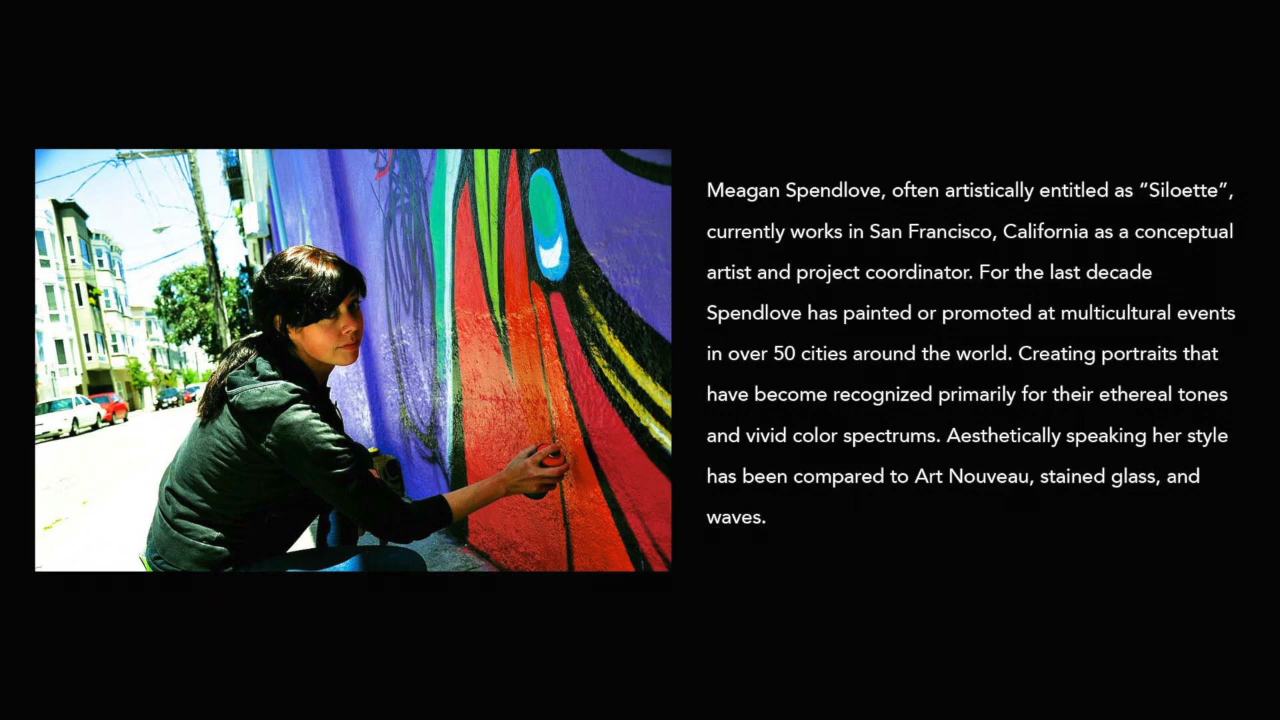 Meagan Spendlove, often artistically entitled as “Siloette”,
currently works in San Francisco, California as a conceptual
artist and project coordinator. For the last decade
Spendlove has painted or promoted at multicultural events
in over 50 cities around the world. Creating portraits that
have become recognized primarily for their ethereal tones
and vivid color spectrums. Aesthetically speaking her style
has been compared to Art Nouveau, stained glass, and
waves.